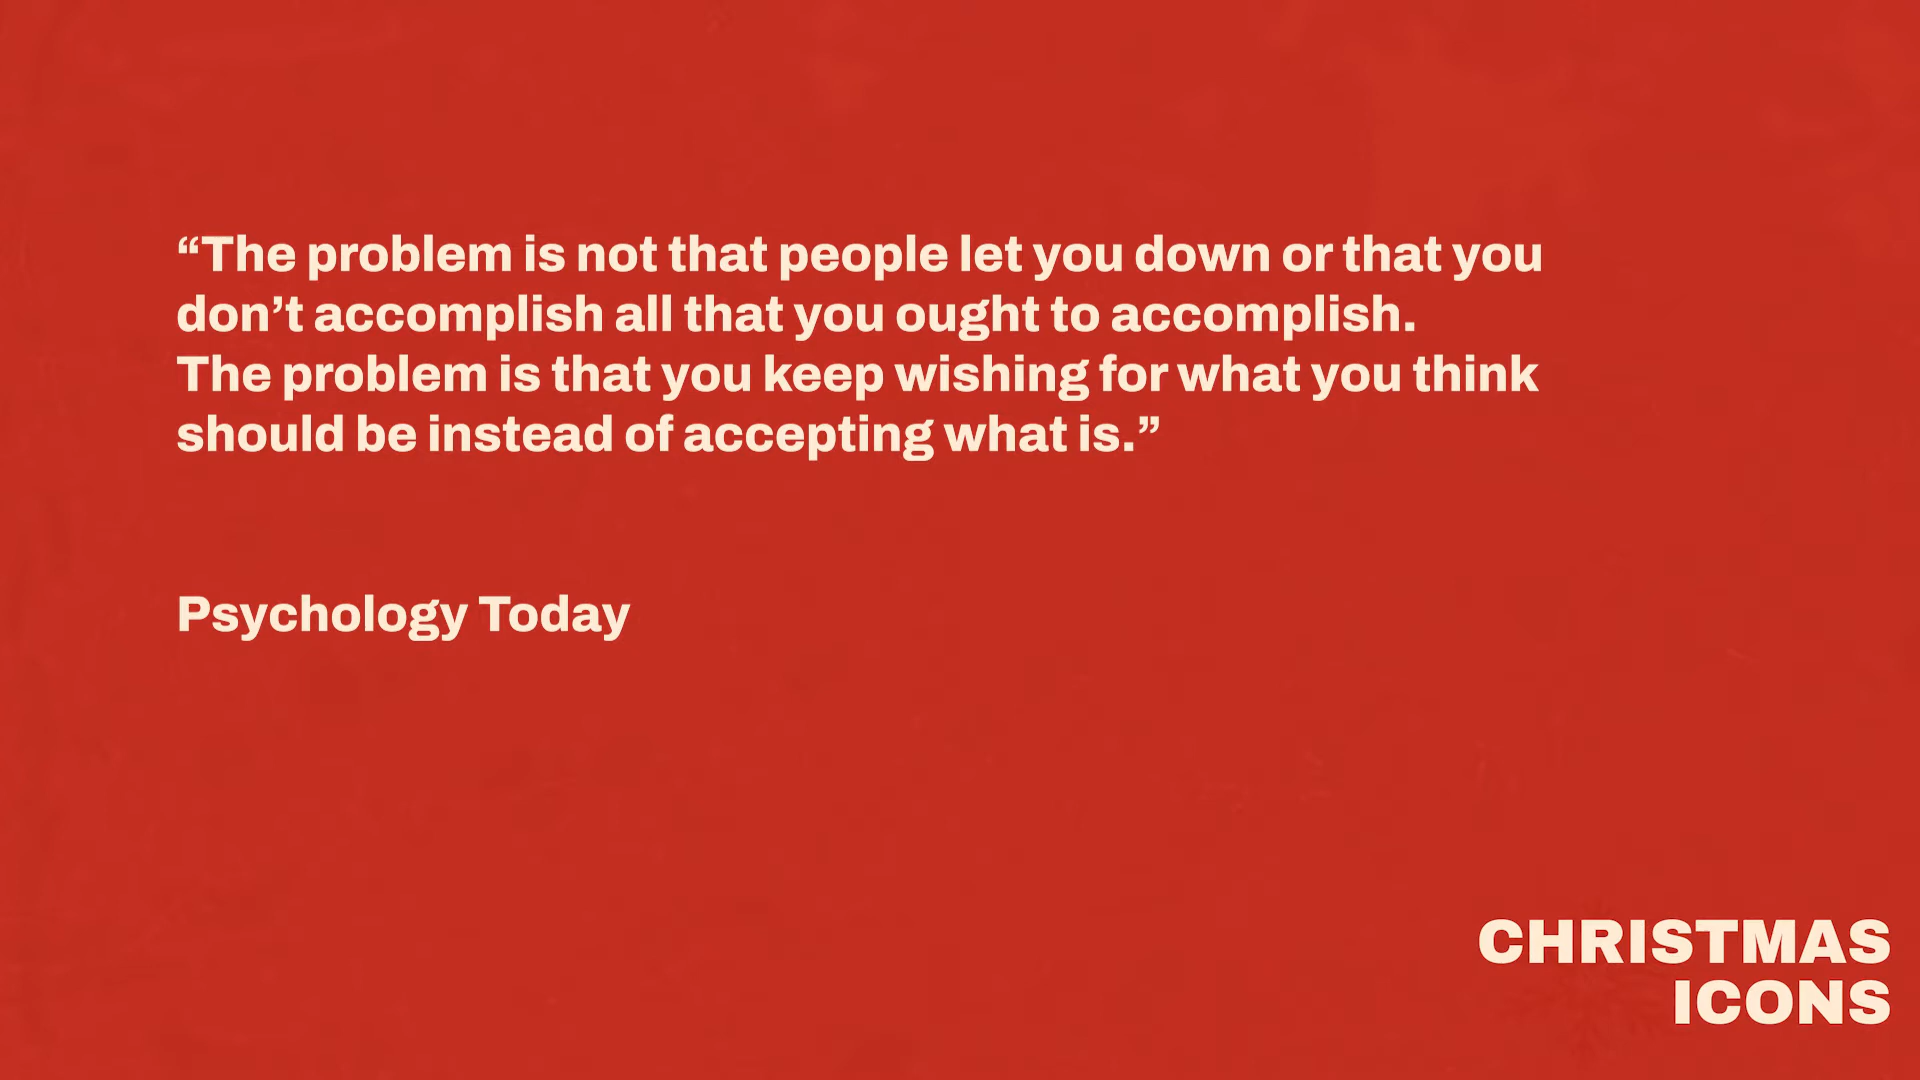 “The problem is not that people let you down or that you
don’t accomplish all that you ought to accomplish.
The problem is that you keep wishing for what you think
should be instead of accepting what is.”
Psychology Today
CHRISTMAS
ICONS